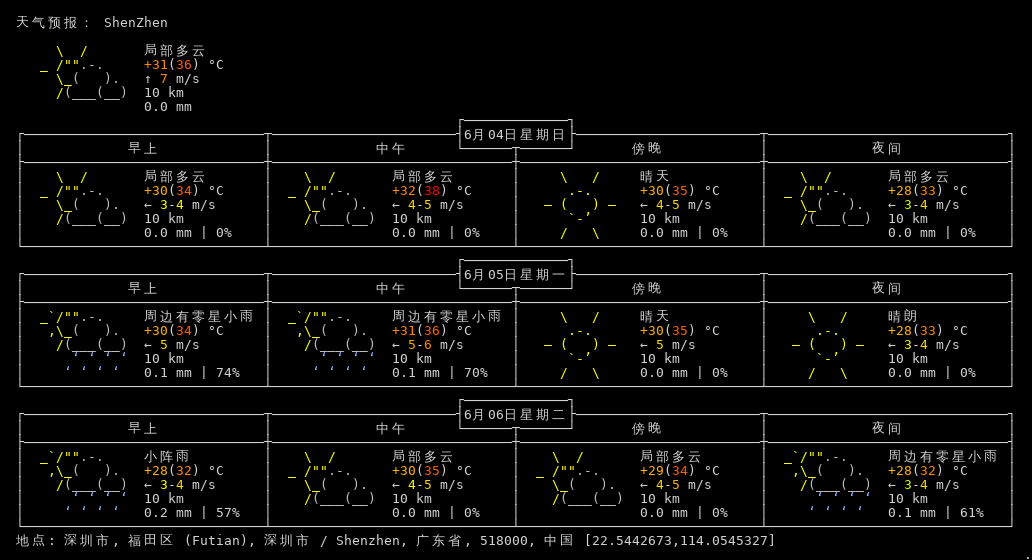 天气预报： ShenZhen
局部多云
+31(36) °C
↑ 7 m/s
10 km
0.0 mm
6月04日星期日
早上 中午 傍晚 夜间
局部多云 局部多云 晴天 局部多云
+30(34) °C +32(38) °C +30(35) °C +28(33) °C
← 3-4 m/s ← 4-5 m/s ← 4-5 m/s ← 3-4 m/s
10 km 10 km 10 km 10 km
0.0 mm | 0% 0.0 mm | 0% 0.0 mm | 0% 0.0 mm | 0%
6月05日星期一
早上 中午 傍晚 夜间
周边有零星小雨 周边有零星小雨 晴天 晴朗
+30(34) °C +31(36) °C +30(35) °C +28(33) °C
← 5 m/s ← 5-6 m/s ← 5 m/s ← 3-4 m/s
10 km 10 km 10 km 10 km
0.1 mm | 74% 0.1 mm | 70% 0.0 mm | 0% 0.0 mm | 0%
6月06日星期二
早上 中午 傍晚 夜间
小阵雨 局部多云 局部多云 周边有零星小雨
+28(32) °C +30(35) °C +29(34) °C +28(32) °C
← 3-4 m/s ← 4-5 m/s ← 4-5 m/s ← 3-4 m/s
10 km 10 km 10 km 10 km
0.2 mm | 57% 0.0 mm | 0% 0.0 mm | 0% 0.1 mm | 61%
地点: 深圳市, 福田区 (Futian), 深圳市 / Shenzhen, 广东省, 518000, 中国 [22.5442673,114.0545327]